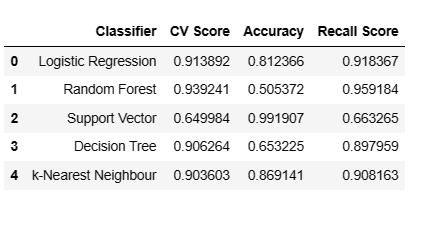 Classifier CV Score Accuracy Recall Score
0 Logistic Regression 0.913892 0.812366 0.918367
1 Random Forest 0.939241 0.505372 0.959184
2 Support Vector 0.649984 0.991907 0.663265
3 Decision Tree 0.906264 0.653225 0.897959
4 k-Nearest Neighbour 0.903603 0.869141 0.908163